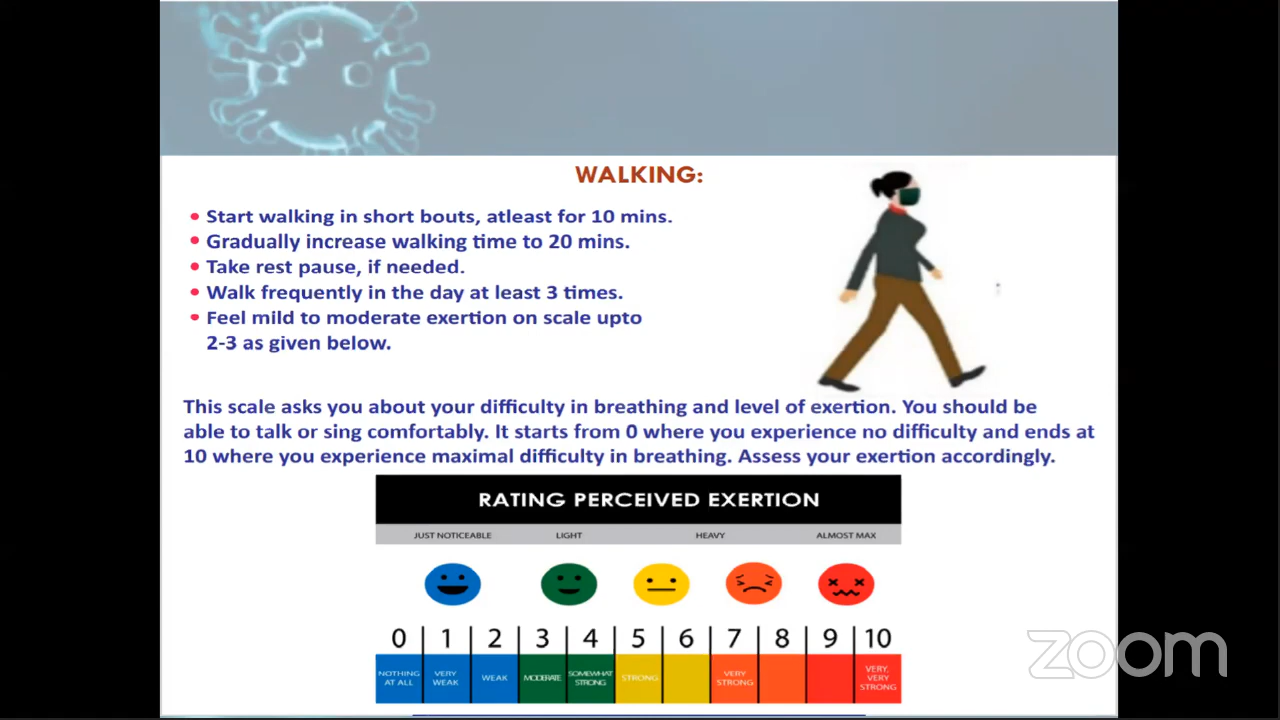 WALKING:
• Start walking in short bouts, atleast for 10 mins.
• Gradually increase walking time to 20 mins.
• Take rest pause, if needed.
• Walk frequently in the day at least 3 times.
• Feel mild to moderate exertion on scale upto
2-3 as given below.
This scale asks you about your difficulty in breathing and level of exertion. You should be
able to talk or sing comfortably. It starts from 0 where you experience no difficulty and ends at
10 where you experience maximal difficulty in breathing. Assess your exertion accordingly.
RATING PERCEIVED EXERTION
JUST NOTICEABLE LIGHT HEAVY ALMOST MAX
0 1 2 3 4 5 6 7 8 9 10
NOTHING AT ALL
VERY WEAK
WEAK
MODERATE
SOMEWHAT STRONG
STRONG
VERY STRONG
VERY, VERY STRONG
zoom